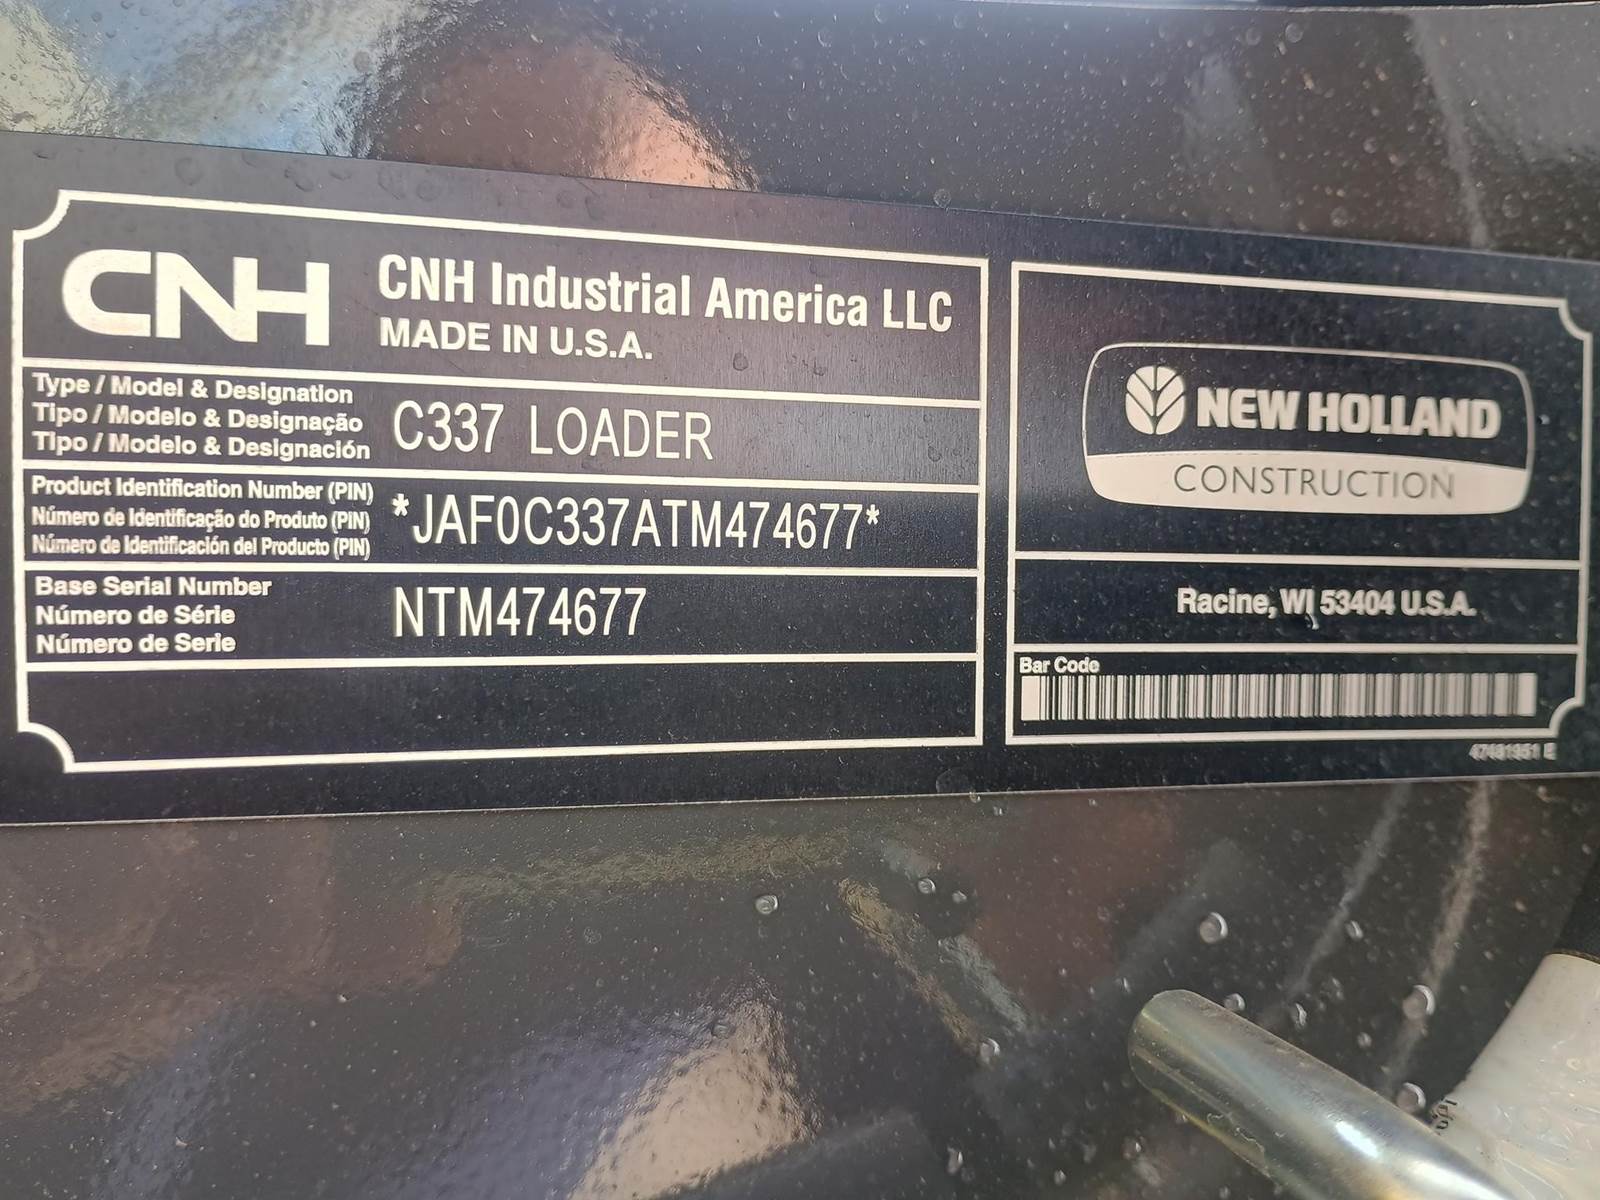 CNH
CNH Industrial America LLC
MADE IN U.S.A.
Type / Model & Designation
Tipo / Modelo & Designação
Tipo / Modelo & Designación
C337 LOADER
Product Identification Number (PIN)
Número de Identificação do Produto (PIN)
Número de Identificación del Producto (PIN)
*JAF0C337ATM474677*
Base Serial Number
Número de Série
Número de Serie
NTM474677
NEW HOLLAND
CONSTRUCTION
Racine, WI 53404 U.S.A.
Bar Code